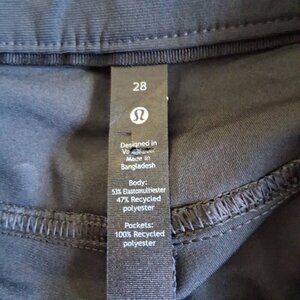 28
Designed in
Made in
Bangladesh
Body:
53% Elastomultiester
47% Recycled
polyester
Pockets:
100% Recycled
polyester